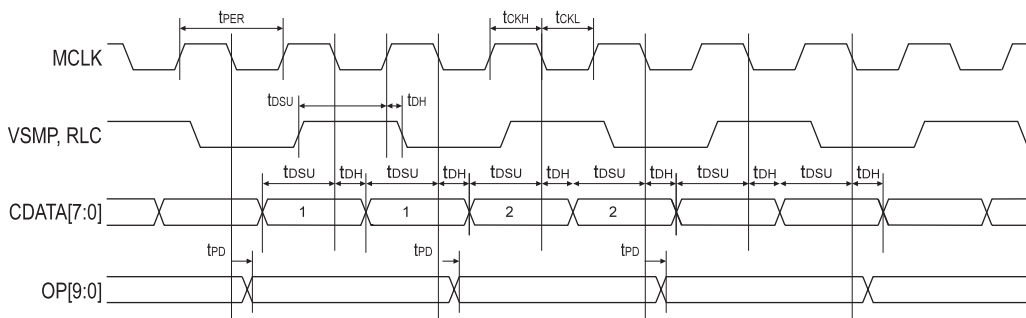 tPER tCKH tCKL
MCLK
tDSU tDH
VSMP, RLC
tDSU tDH tDSU tDH tDSU tDH tDSU tDH tDSU tDH tDSU tDH
CDATA[7:0] 1 1 2 2
tPD tPD tPD
OP[9:0]